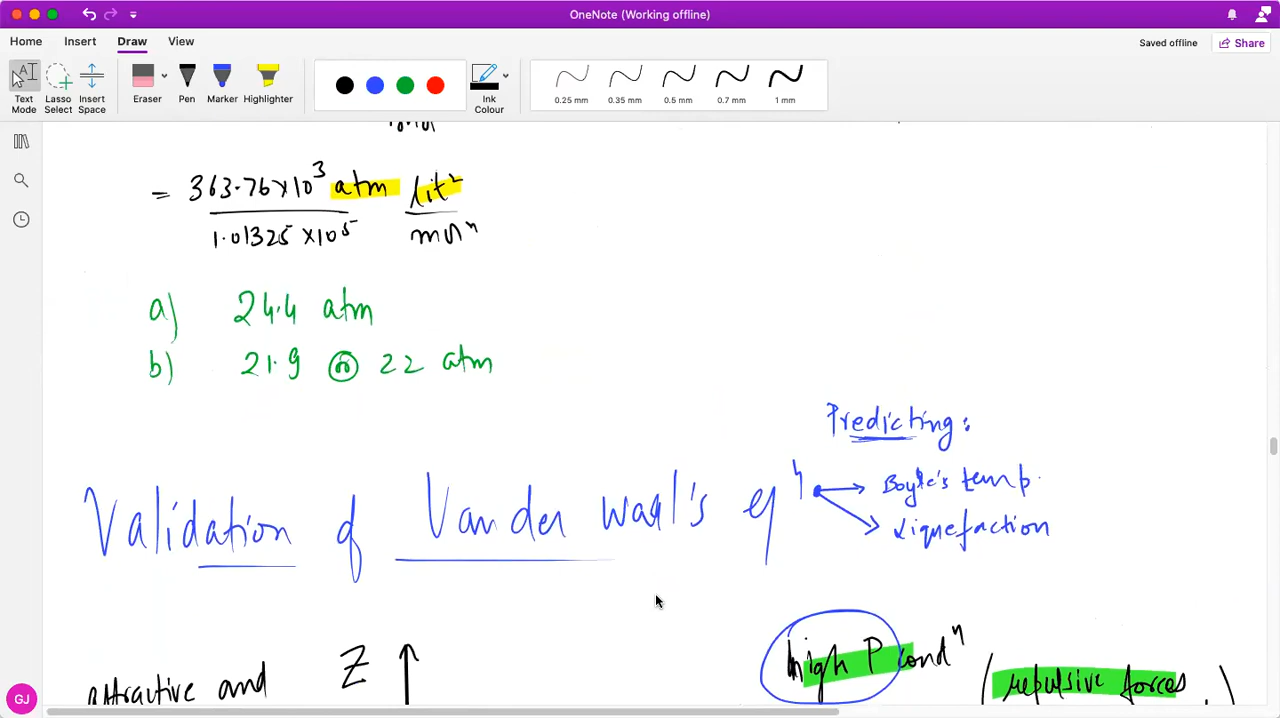 OneNote (Working offline)
Home Insert Draw View
Saved offline Share
Text Mode
Lasso Select
Insert Space
Eraser
Pen
Marker
Highlighter
Ink Colour
0.25 mm
0.35 mm
0.5 mm
0.7 mm
1 mm
= 363.76×10³ atm lit²
1.01325 ×10⁵
a) 24.4 atm
b) 21.9 22 atm
Predicting:
Boyle's temp.
Liquefaction
Validation of Van der waal's eqⁿ
high P condⁿ
attractive and Z ↑
(repulsive forces.)
GJ